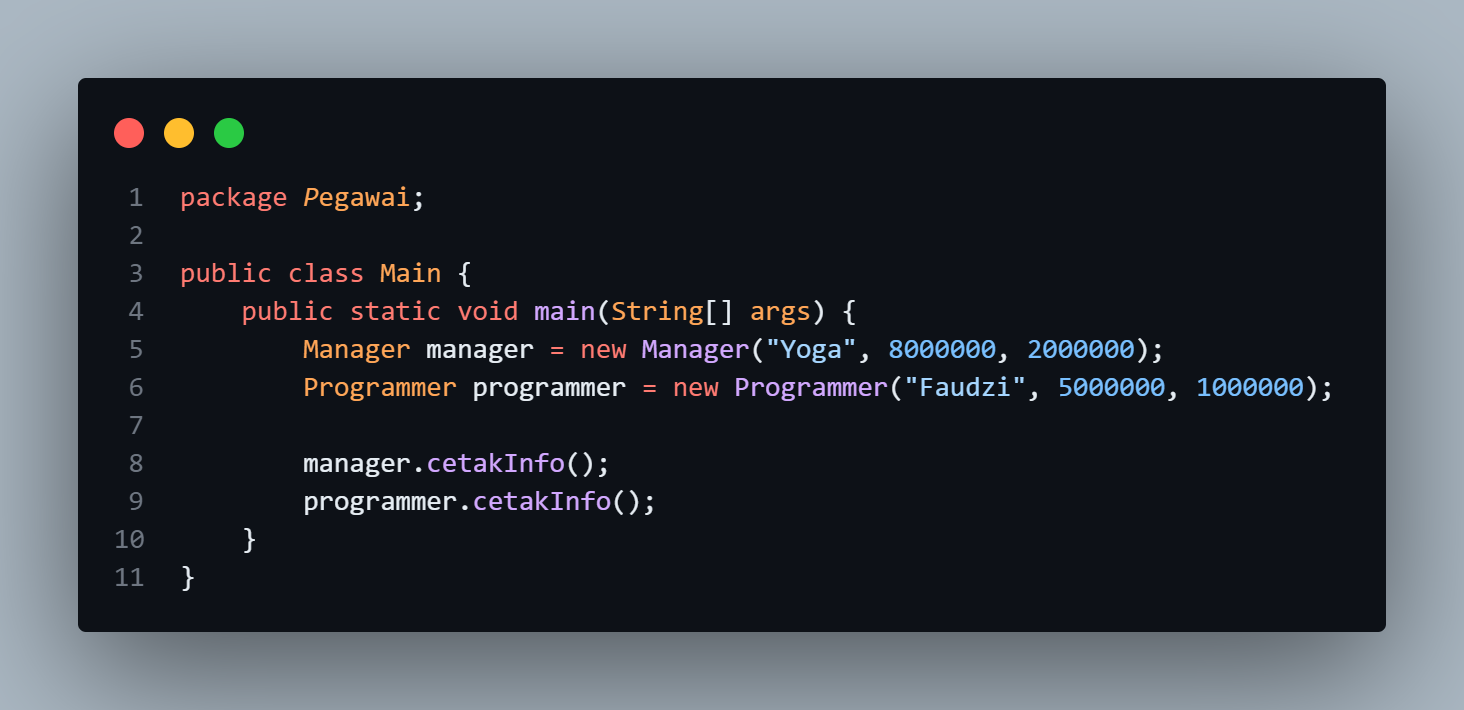 1 package Pegawai;
2
3 public class Main {
4     public static void main(String[] args) {
5         Manager manager = new Manager("Yoga", 8000000, 2000000);
6         Programmer programmer = new Programmer("Faudzi", 5000000, 1000000);
7
8         manager.cetakInfo();
9         programmer.cetakInfo();
10     }
11 }